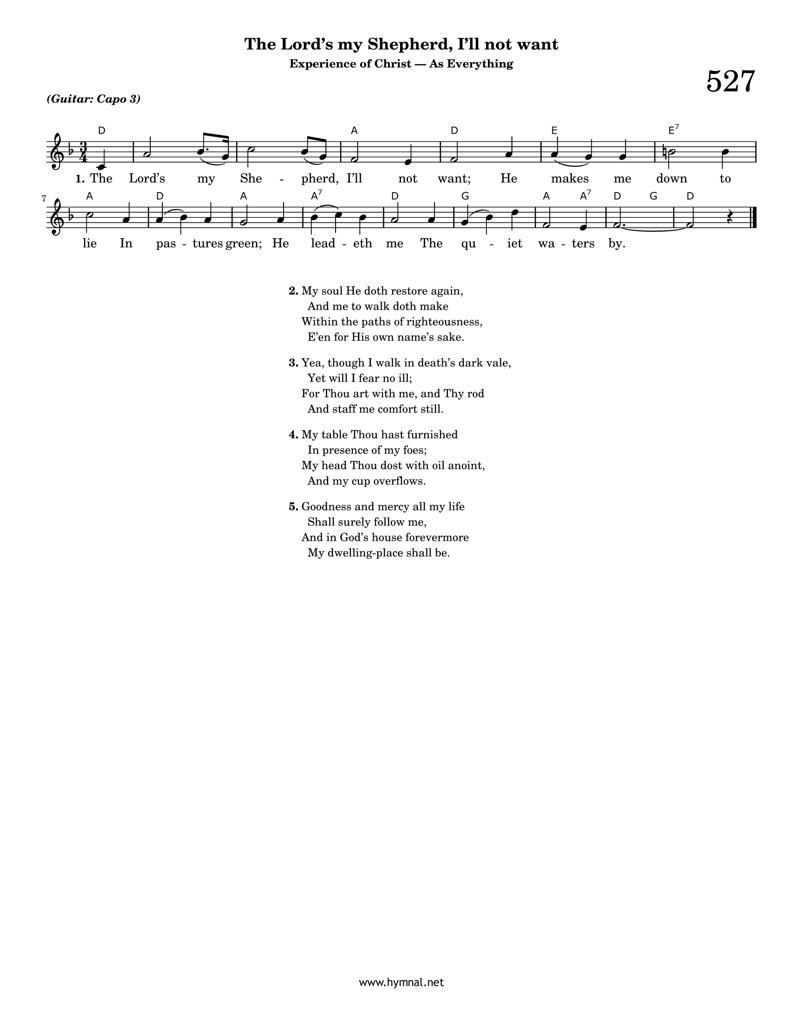 The Lord's my Shepherd, I'll not want
Experience of Christ — As Everything
527
(Guitar: Capo 3)
D A D E E7
1. The Lord's my She - pherd, I'll not want; He makes me down to
7 A D A A7 D G A A7 D G D
lie In pas - tures green; He lead - eth me The qu - iet wa - ters by.
2. My soul He doth restore again,
And me to walk doth make
Within the paths of righteousness,
E'en for His own name's sake.
3. Yea, though I walk in death's dark vale,
Yet will I fear no ill;
For Thou art with me, and Thy rod
And staff me comfort still.
4. My table Thou hast furnished
In presence of my foes;
My head Thou dost with oil anoint,
And my cup overflows.
5. Goodness and mercy all my life
Shall surely follow me,
And in God's house forevermore
My dwelling-place shall be.
www.hymnal.net